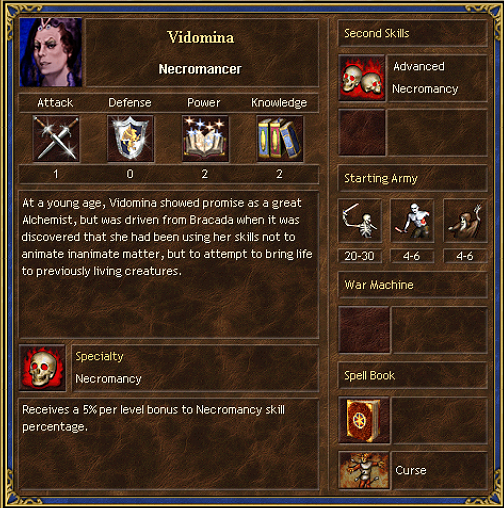 Vidomina
Necromancer
Attack Defense Power Knowledge
1 0 2 2
At a young age, Vidomina showed promise as a great
Alchemist, but was driven from Bracada when it was
discovered that she had been using her skills not to
animate inanimate matter, but to attempt to bring life
to previously living creatures.
Specialty
Necromancy
Receives a 5% per level bonus to Necromancy skill
percentage.
Second Skills
Advanced
Necromancy
Starting Army
20-30 4-6 4-6
War Machine
Spell Book
Curse